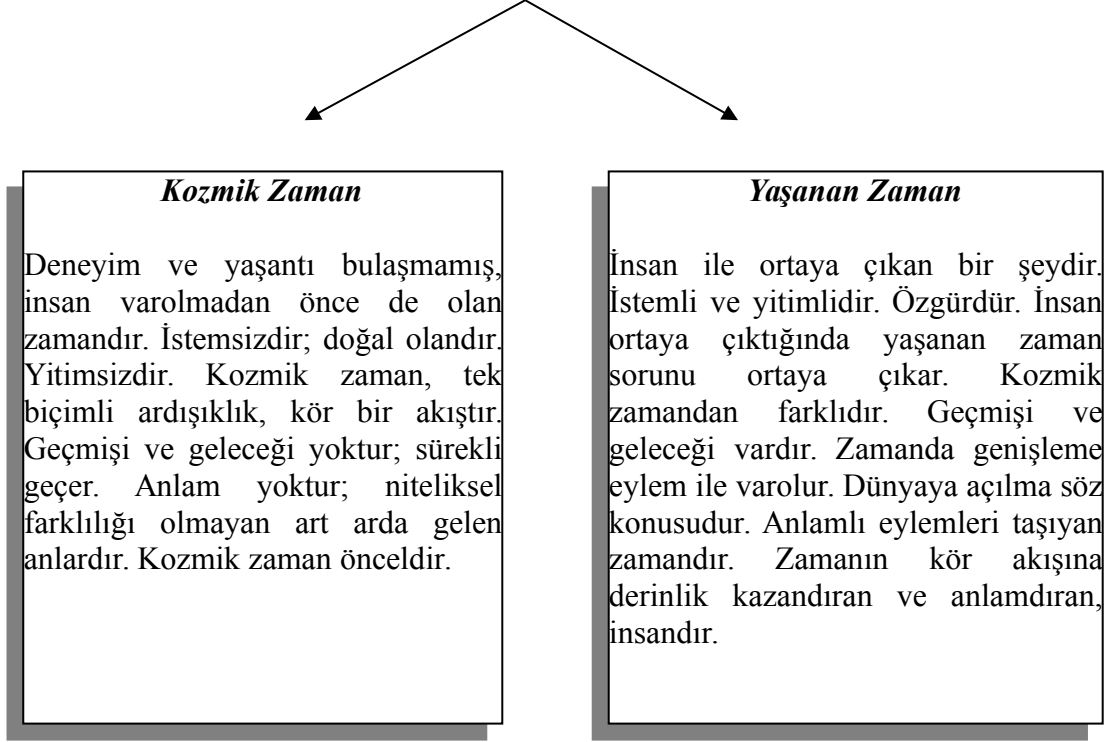 Kozmik Zaman
Deneyim ve yaşantı bulaşmamış,
insan varolmadan önce de olan
zamandır. İstemsizdir; doğal olandır.
Yitimsizdir. Kozmik zaman, tek
biçimli ardışıklık, kör bir akıştır.
Geçmişi ve geleceği yoktur; sürekli
geçer. Anlam yoktur; niteliksel
farklılığı olmayan art arda gelen
anlardır. Kozmik zaman önceldir.
Yaşanan Zaman
İnsan ile ortaya çıkan bir şeydir.
İstemli ve yitimlidir. Özgürdür. İnsan
ortaya çıktığında yaşanan zaman
sorunu ortaya çıkar. Kozmik
zamandan farklıdır. Geçmişi ve
geleceği vardır. Zamanda genişleme
eylem ile varolur. Dünyaya açılma söz
konusudur. Anlamlı eylemleri taşıyan
zamandır. Zamanın kör akışına
derinlik kazandıran ve anlamdıran,
insandır.